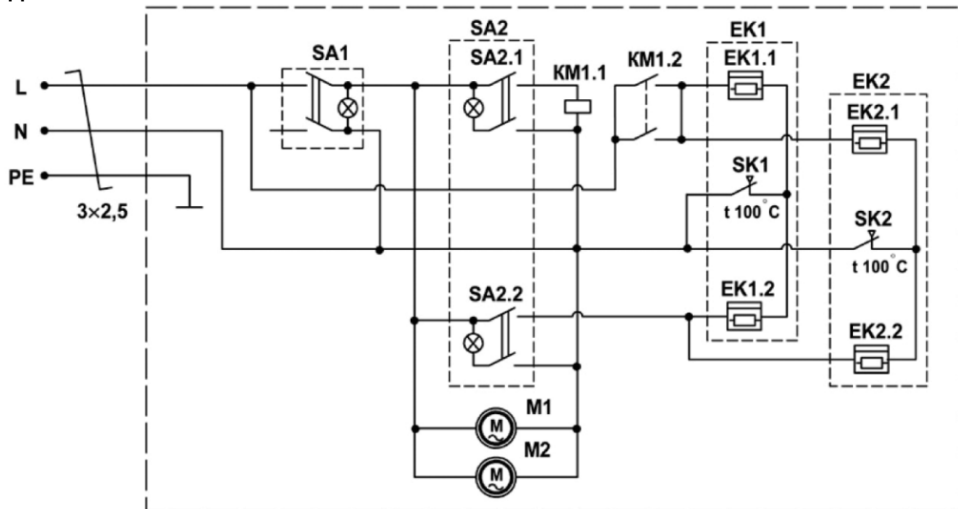 SA1
SA2
SA2.1
KM1.1
KM1.2
EK1
EK1.1
EK2
EK2.1
L
N
PE
3×2,5
SK1
t 100°C
SK2
t 100°C
SA2.2
EK1.2
EK2.2
M1
M
M2
M